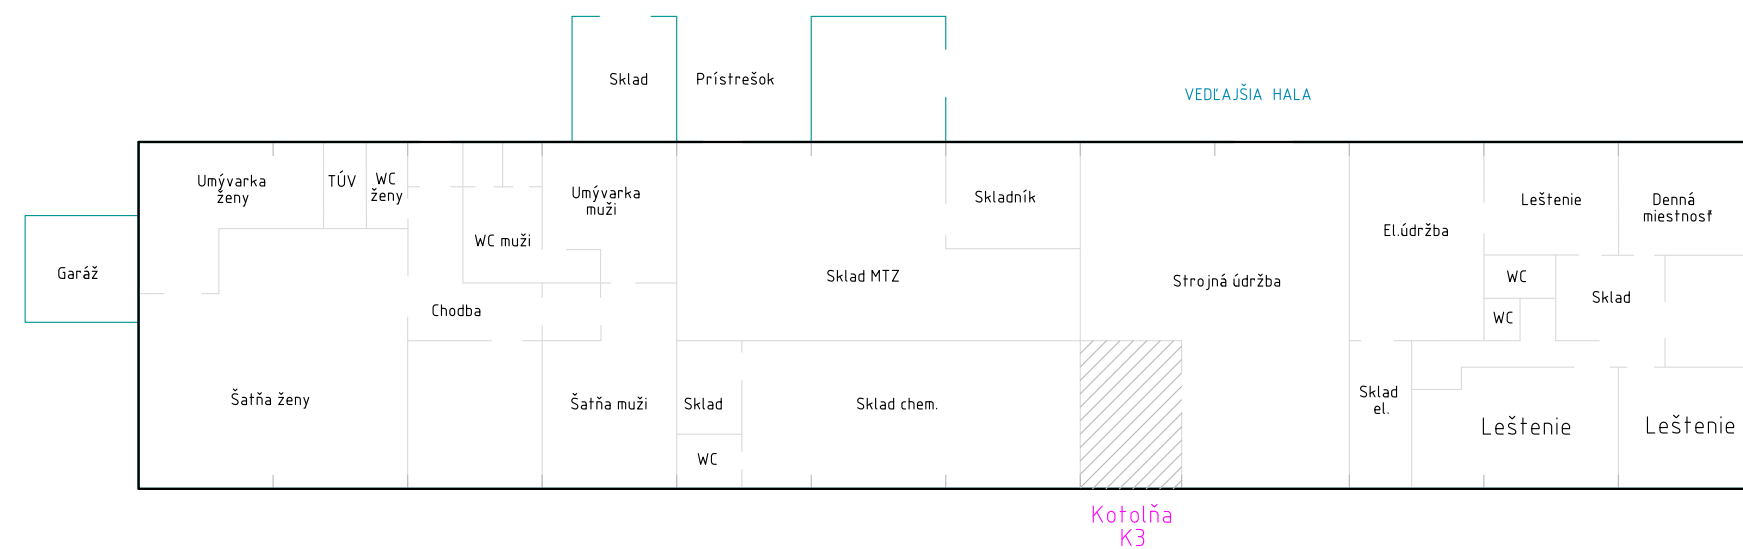 Sklad
Prístrešok
VEDĽAJŠIA HALA
Umývarka
ženy
TÚV
WC
ženy
Umývarka
muži
Skladník
Leštenie
Denná
miestnosť
WC muži
El.údržba
Garáž
Sklad MTZ
Strojná údržba
WC
Sklad
Chodba
WC
Šatňa ženy
Šatňa muži
Sklad
Sklad chem.
Sklad
el.
Leštenie
Leštenie
WC
Kotolňa
K3